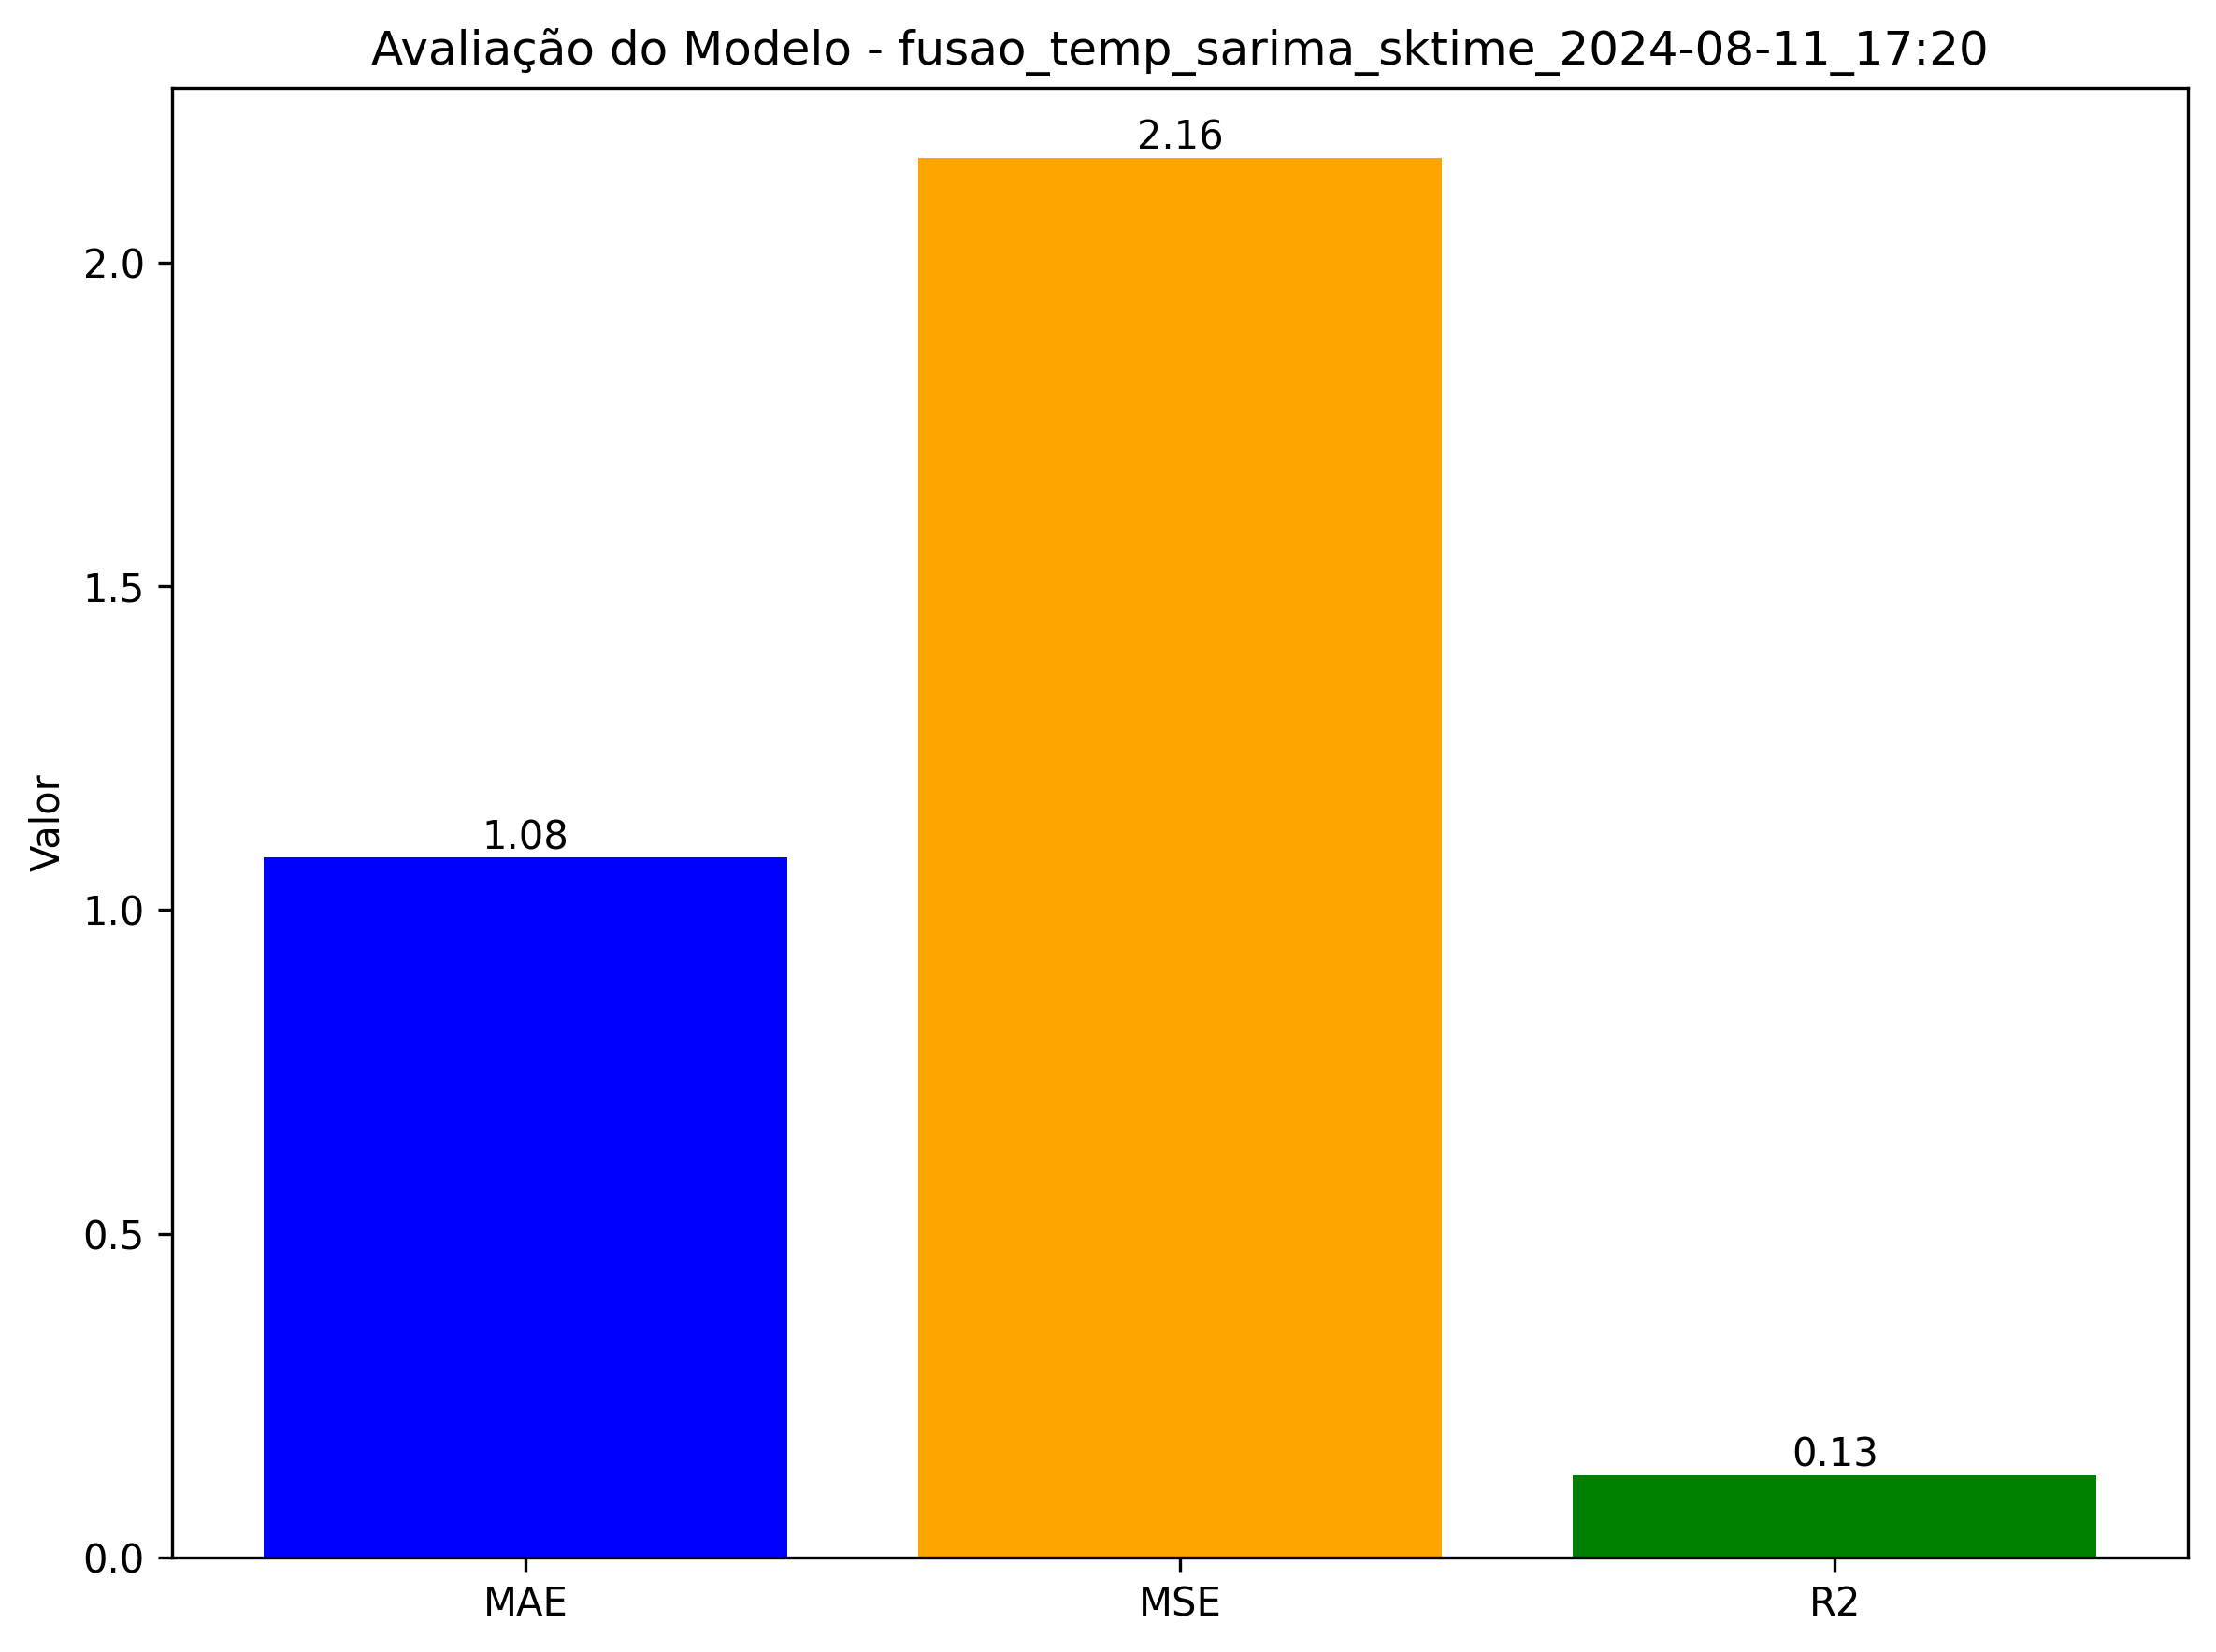 Avaliação do Modelo - fusao_temp_sarima_sktime_2024-08-11_17:20
2.16
2.0
1.5
1.08
Valor
1.0
0.5
0.13
0.0
MAE MSE R2